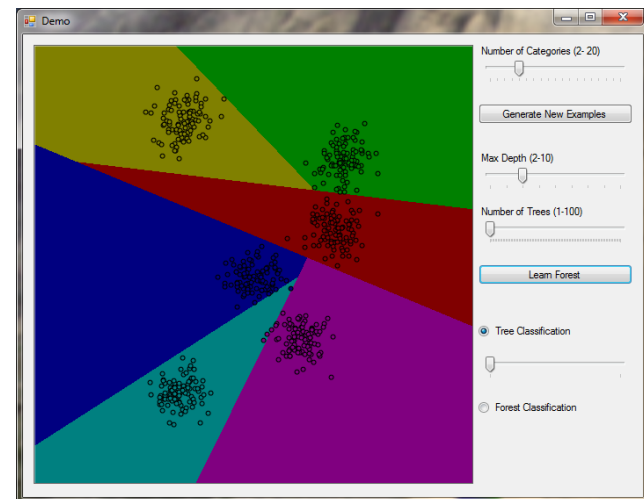 Demo
Number of Categories (2- 20)
Generate New Examples
Max Depth (2-10)
Number of Trees (1-100)
Learn Forest
Tree Classification
Forest Classification